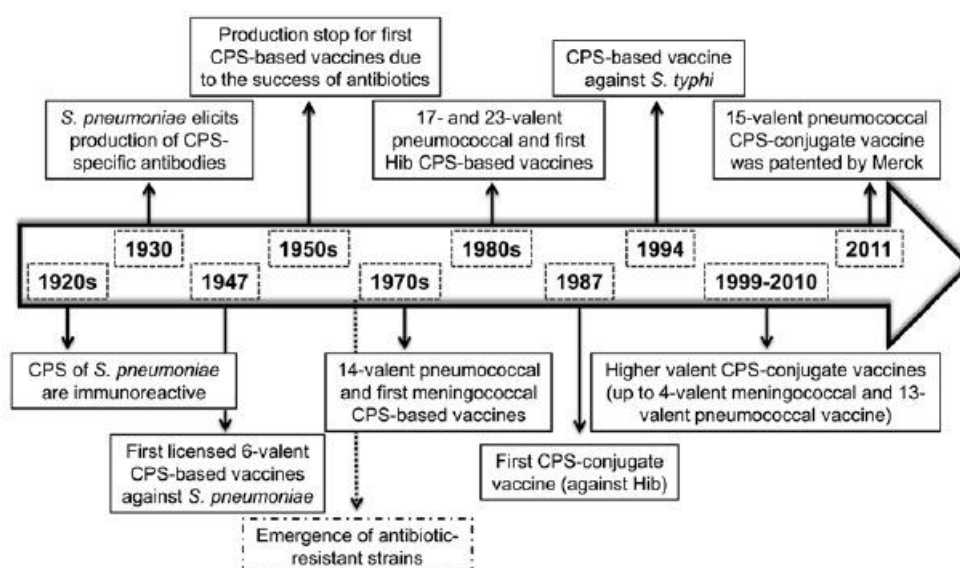 Production stop for first
CPS-based vaccines due
to the success of antibiotics
CPS-based vaccine
against S. typhi
S. pneumoniae elicits
production of CPS-
specific antibodies
17- and 23-valent
pneumococcal and first
Hib CPS-based vaccines
15-valent pneumococcal
CPS-conjugate vaccine
was patented by Merck
1930
1950s
1980s
1994
2011
1920s
1947
1970s
1987
1999-2010
CPS of S. pneumoniae
are immunoreactive
14-valent pneumococcal
and first meningococcal
CPS-based vaccines
Higher valent CPS-conjugate vaccines
(up to 4-valent meningococcal and 13-
valent pneumococcal vaccine)
First licensed 6-valent
CPS-based vaccines
against S. pneumoniae
First CPS-conjugate
vaccine (against Hib)
Emergence of antibiotic-
resistant strains